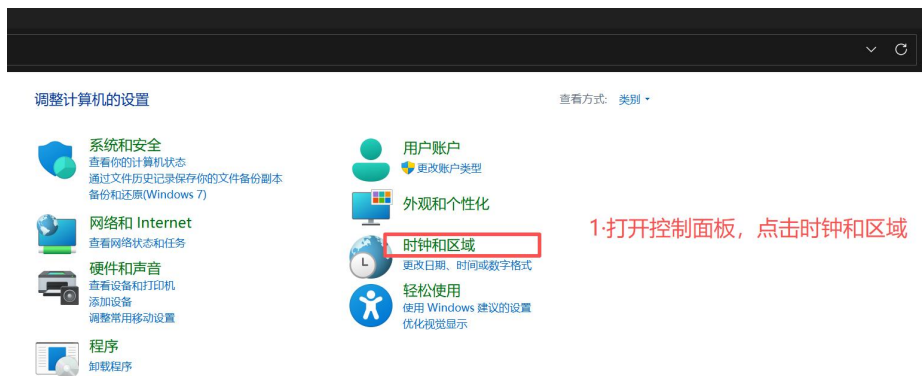 调整计算机的设置
查看方式: 类别
系统和安全
查看你的计算机状态
通过文件历史记录保存你的文件备份副本
备份和还原(Windows 7)
网络和 Internet
查看网络状态和任务
硬件和声音
查看设备和打印机
添加设备
调整常用移动设置
程序
卸载程序
用户账户
更改账户类型
外观和个性化
时钟和区域
更改日期、时间或数字格式
轻松使用
使用 Windows 建议的设置
优化视觉显示
1·打开控制面板，点击时钟和区域